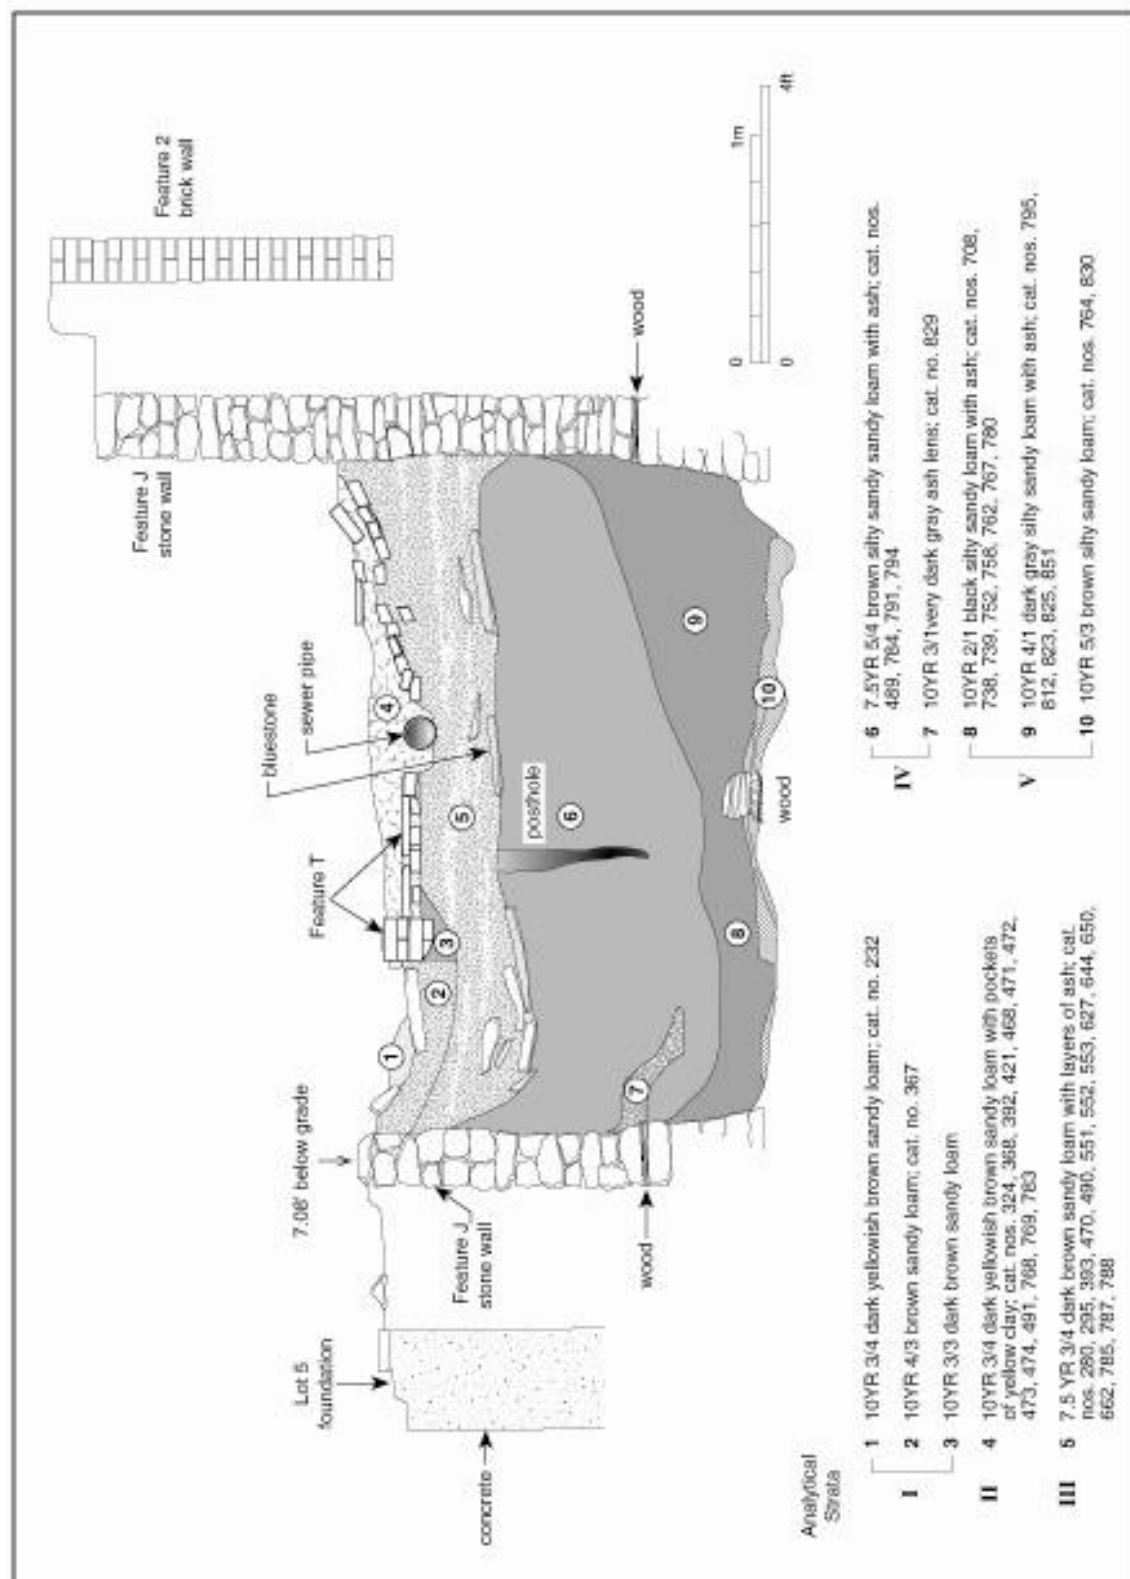 Feature 2
brick wall
Feature J
stone wall
bluestone
sewer pipe
Feature T
7.08' below grade
Lot 5
foundation
concrete
Feature J
stone wall
wood
wood
wood
posthole
1
2
3
4
5
6
7
8
9
10
0
1m
0
4ft
Analytical
Strata
I
1 10YR 3/4 dark yellowish brown sandy loam; cat. no. 232
2 10YR 4/3 brown sandy loam; cat. no. 367
3 10YR 3/3 dark brown sandy loam
II
4 10YR 3/4 dark yellowish brown sandy loam with pockets
of yellow clay; cat. nos. 324, 368, 392, 421, 468, 471, 472,
473, 474, 491, 768, 769, 783
III
5 7.5 YR 3/4 dark brown sandy loam with layers of ash; cat.
nos. 280, 295, 393, 470, 490, 551, 552, 553, 627, 644, 650,
662, 785, 787, 788
IV
6 7.5YR 5/4 brown silty sandy sandy loam with ash; cat. nos.
489, 784, 791, 794
7 10YR 3/1very dark gray ash lens; cat. no. 829
V
8 10YR 2/1 black silty sandy loam with ash; cat. nos. 708,
738, 739, 752, 758, 762, 767, 780
9 10YR 4/1 dark gray silty sandy loam with ash; cat. nos. 795,
812, 823, 825, 851
10 10YR 5/3 brown silty sandy loam; cat. nos. 764, 830